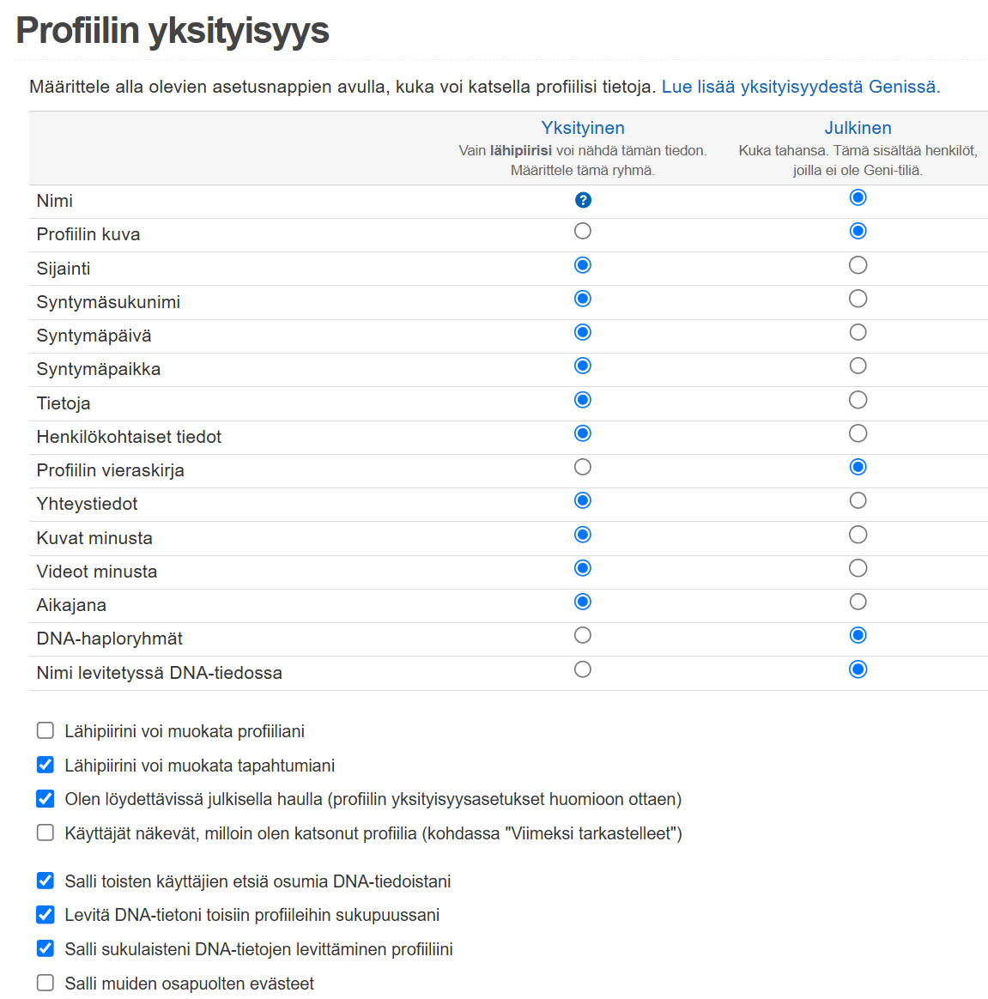 Profiilin yksityisyys
Määrittele alla olevien asetusnappien avulla, kuka voi katsella profiilisi tietoja. Lue lisää yksityisyydestä Genissä.
Yksityinen
Vain lähipiirisi voi nähdä tämän tiedon.
Määrittele tämä ryhmä.
Julkinen
Kuka tahansa. Tämä sisältää henkilöt,
joilla ei ole Geni-tiliä.
Nimi ?
Profiilin kuva
Sijainti
Syntymäsukunimi
Syntymäpäivä
Syntymäpaikka
Tietoja
Henkilökohtaiset tiedot
Profiilin vieraskirja
Yhteystiedot
Kuvat minusta
Videot minusta
Aikajana
DNA-haploryhmät
Nimi levitetyssä DNA-tiedossa
Lähipiirini voi muokata profiiliani
Lähipiirini voi muokata tapahtumiani
Olen löydettävissä julkisella haulla (profiilin yksityisyysasetukset huomioon ottaen)
Käyttäjät näkevät, milloin olen katsonut profiilia (kohdassa "Viimeksi tarkastelleet")
Salli toisten käyttäjien etsiä osumia DNA-tiedoistani
Levitä DNA-tietoni toisiin profiileihin sukupuussani
Salli sukulaisteni DNA-tietojen levittäminen profiiliini
Salli muiden osapuolten evästeet